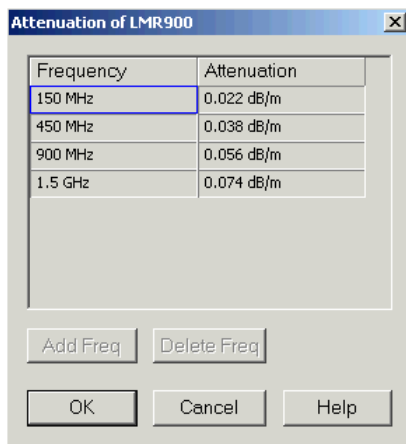 Attenuation of LMR900
Frequency Attenuation
150 MHz 0.022 dB/m
450 MHz 0.038 dB/m
900 MHz 0.056 dB/m
1.5 GHz 0.074 dB/m
Add Freq Delete Freq
OK Cancel Help